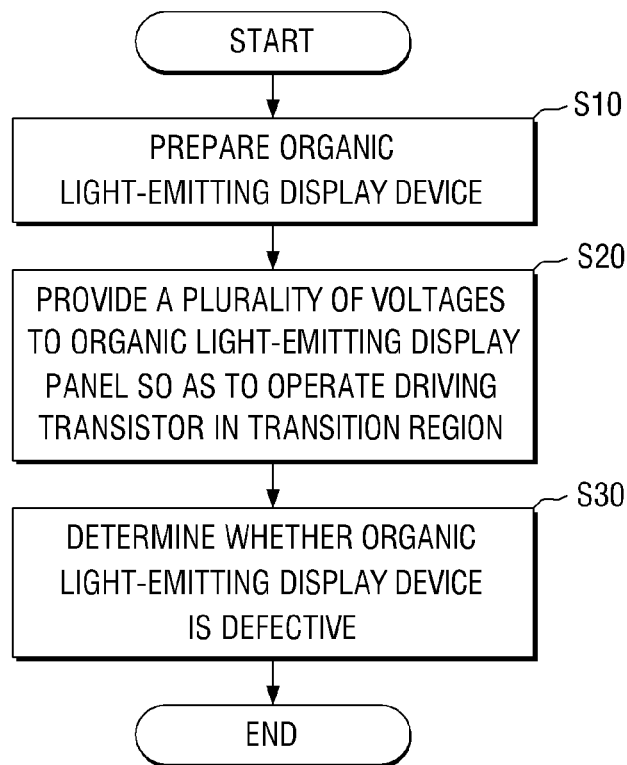 START
S10
PREPARE ORGANIC
LIGHT-EMITTING DISPLAY DEVICE
S20
PROVIDE A PLURALITY OF VOLTAGES
TO ORGANIC LIGHT-EMITTING DISPLAY
PANEL SO AS TO OPERATE DRIVING
TRANSISTOR IN TRANSITION REGION
S30
DETERMINE WHETHER ORGANIC
LIGHT-EMITTING DISPLAY DEVICE
IS DEFECTIVE
END